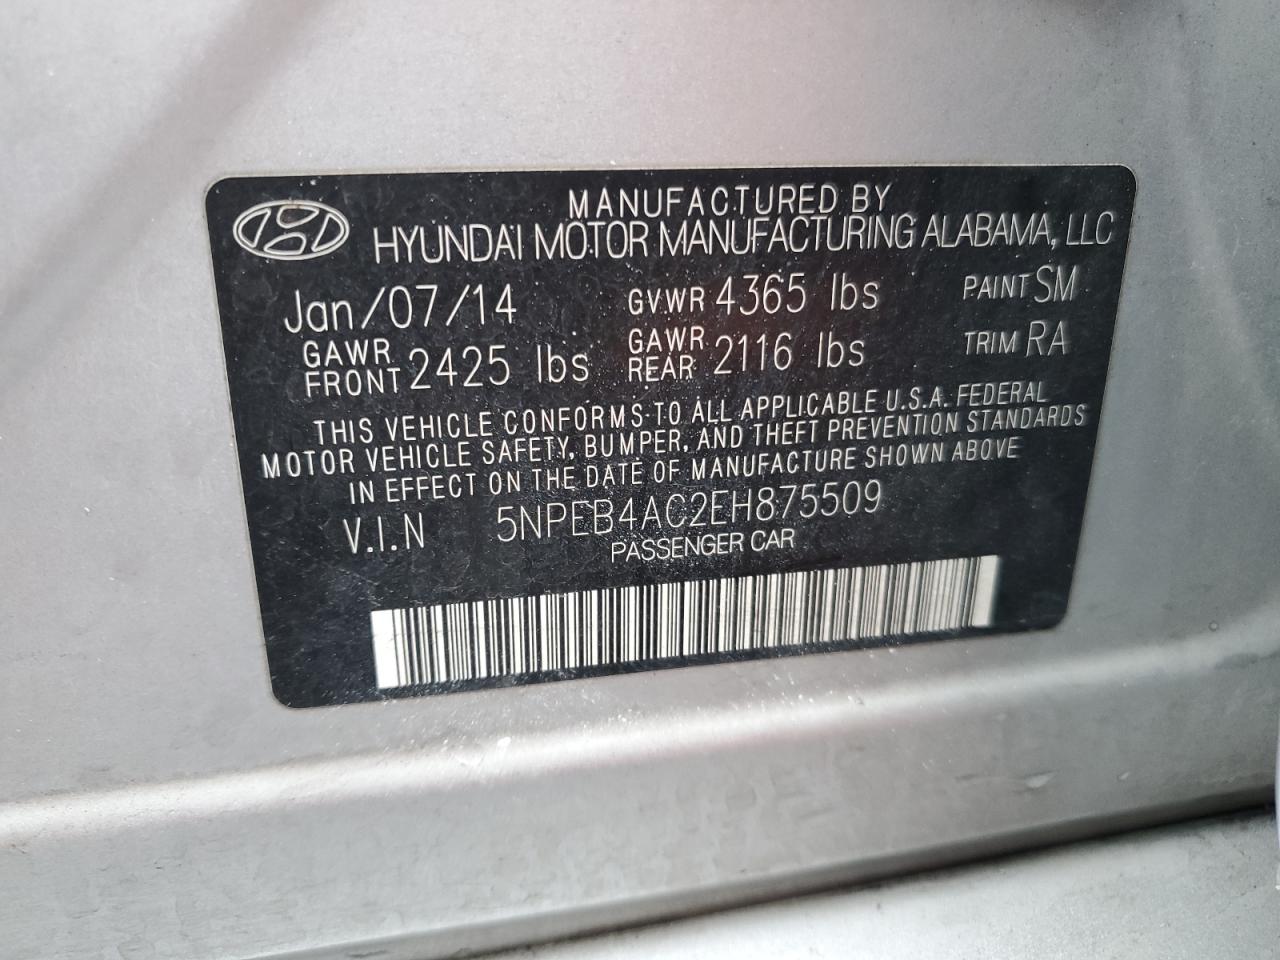 MANUFACTURED BY
HYUNDAI MOTOR MANUFACTURING ALABAMA, LLC
Jan/07/14 GVWR 4365 lbs PAINT SM
GAWR FRONT 2425 lbs GAWR REAR 2116 lbs TRIM RA
THIS VEHICLE CONFORMS TO ALL APPLICABLE U.S.A. FEDERAL
MOTOR VEHICLE SAFETY, BUMPER, AND THEFT PREVENTION STANDARDS
IN EFFECT ON THE DATE OF MANUFACTURE SHOWN ABOVE
V.I.N 5NPEB4AC2EH875509
PASSENGER CAR